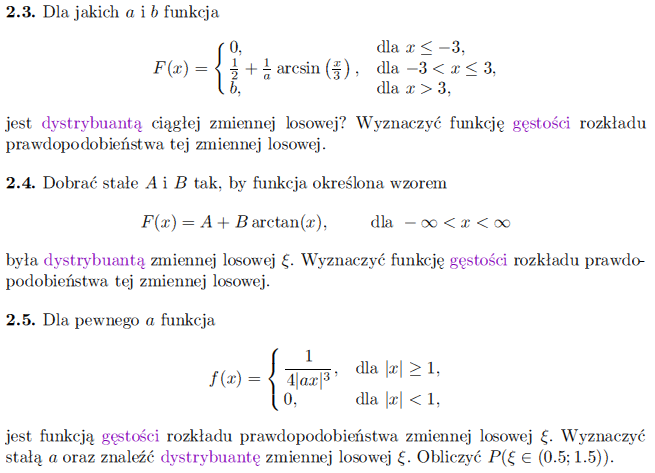 2.3. Dla jakich a i b funkcja
F(x) = { 0, dla x ≤ −3,
1/2 + 1/a arcsin (x/3), dla −3 < x ≤ 3,
b, dla x > 3,
jest dystrybuantą ciągłej zmiennej losowej? Wyznaczyć funkcję gęstości rozkładu
prawdopodobieństwa tej zmiennej losowej.
2.4. Dobrać stałe A i B tak, by funkcja określona wzorem
F(x) = A + B arctan(x), dla − ∞ < x < ∞
była dystrybuantą zmiennej losowej ξ. Wyznaczyć funkcję gęstości rozkładu prawdo-
podobieństwa tej zmiennej losowej.
2.5. Dla pewnego a funkcja
f(x) = { 1/(4|ax|³), dla |x| ≥ 1,
0, dla |x| < 1,
jest funkcją gęstości rozkładu prawdopodobieństwa zmiennej losowej ξ. Wyznaczyć
stałą a oraz znaleźć dystrybuantę zmiennej losowej ξ. Obliczyć P(ξ ∈ (0.5; 1.5)).